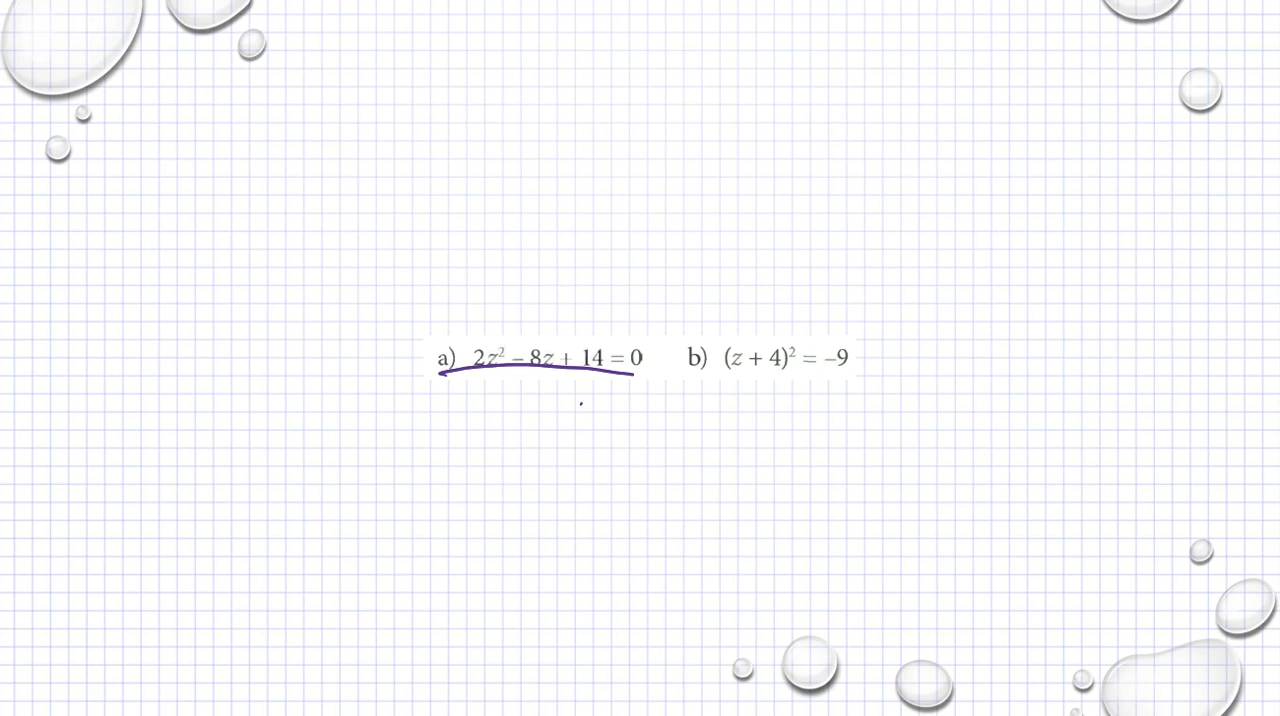 a) 2z² – 8z + 14 = 0 b) (z + 4)² = –9